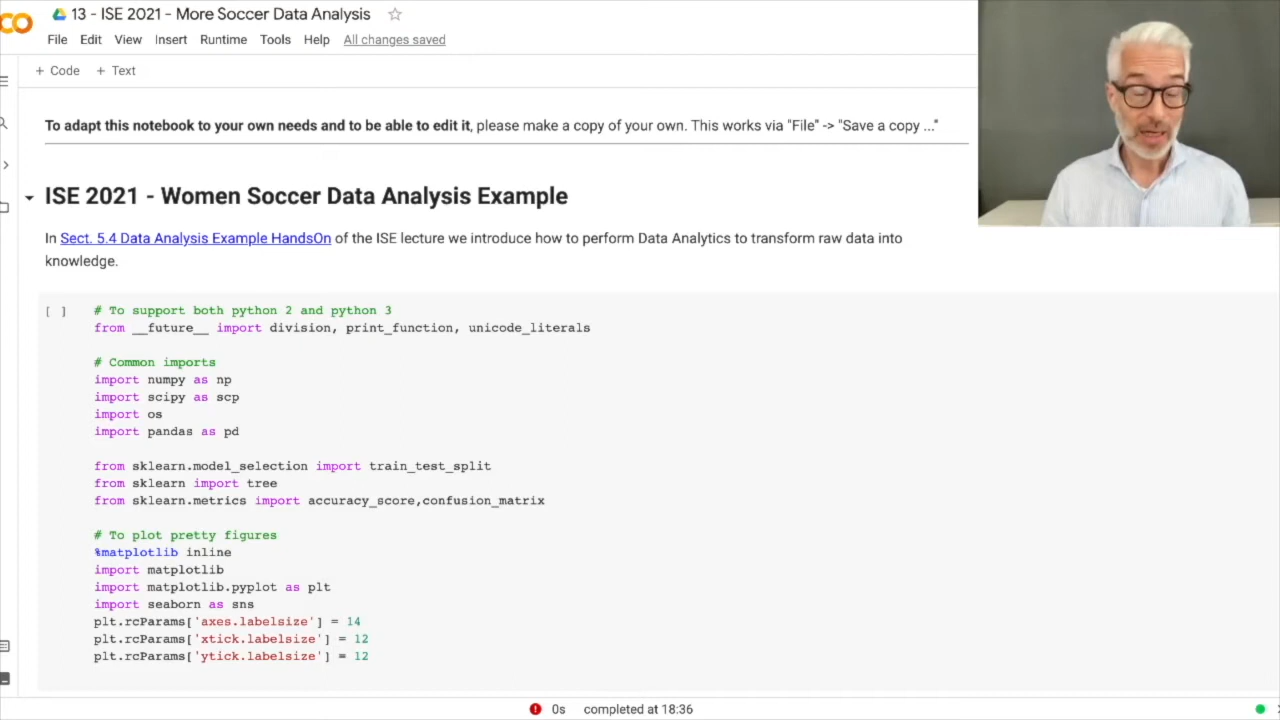 CO
13 - ISE 2021 - More Soccer Data Analysis
File Edit View Insert Runtime Tools Help All changes saved
+ Code + Text
To adapt this notebook to your own needs and to be able to edit it, please make a copy of your own. This works via "File" -> "Save a copy ..."
ISE 2021 - Women Soccer Data Analysis Example
In Sect. 5.4 Data Analysis Example HandsOn of the ISE lecture we introduce how to perform Data Analytics to transform raw data into
knowledge.
[ ] # To support both python 2 and python 3
from __future__ import division, print_function, unicode_literals
# Common imports
import numpy as np
import scipy as scp
import os
import pandas as pd
from sklearn.model_selection import train_test_split
from sklearn import tree
from sklearn.metrics import accuracy_score,confusion_matrix
# To plot pretty figures
%matplotlib inline
import matplotlib
import matplotlib.pyplot as plt
import seaborn as sns
plt.rcParams['axes.labelsize'] = 14
plt.rcParams['xtick.labelsize'] = 12
plt.rcParams['ytick.labelsize'] = 12
0s completed at 18:36